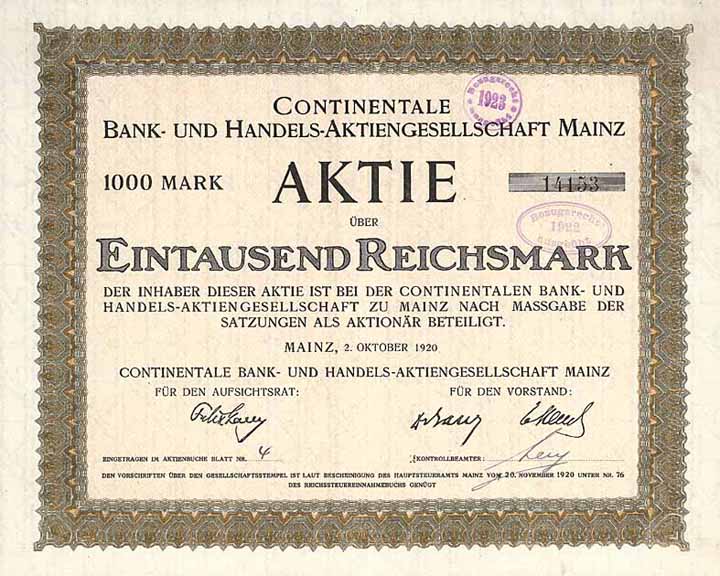 CONTINENTALE
BANK- UND HANDELS-AKTIENGESELLSCHAFT MAINZ
Bezugsrecht
1923
1000 MARK AKTIE 14153
ÜBER
Bezugsrecht
1922
ausgeübt
EINTAUSEND REICHSMARK
DER INHABER DIESER AKTIE IST BEI DER CONTINENTALEN BANK- UND
HANDELS-AKTIENGESELLSCHAFT ZU MAINZ NACH MASSGABE DER
SATZUNGEN ALS AKTIONÄR BETEILIGT.
MAINZ, 2. OKTOBER 1920
CONTINENTALE BANK- UND HANDELS-AKTIENGESELLSCHAFT MAINZ
FÜR DEN AUFSICHTSRAT: FÜR DEN VORSTAND:
EINGETRAGEN IM AKTIENBUCHE BLATT NR. 4 KONTROLLBEAMTER:
DEN VORSCHRIFTEN ÜBER DEN GESELLSCHAFTSSTEMPEL IST LAUT BESCHEINIGUNG DES HAUPTSTEUERAMTS MAINZ VOM 20. NOVEMBER 1920 UNTER NR. 76
DES REICHSSTEUEREINNAHMEBUCHS GENÜGT